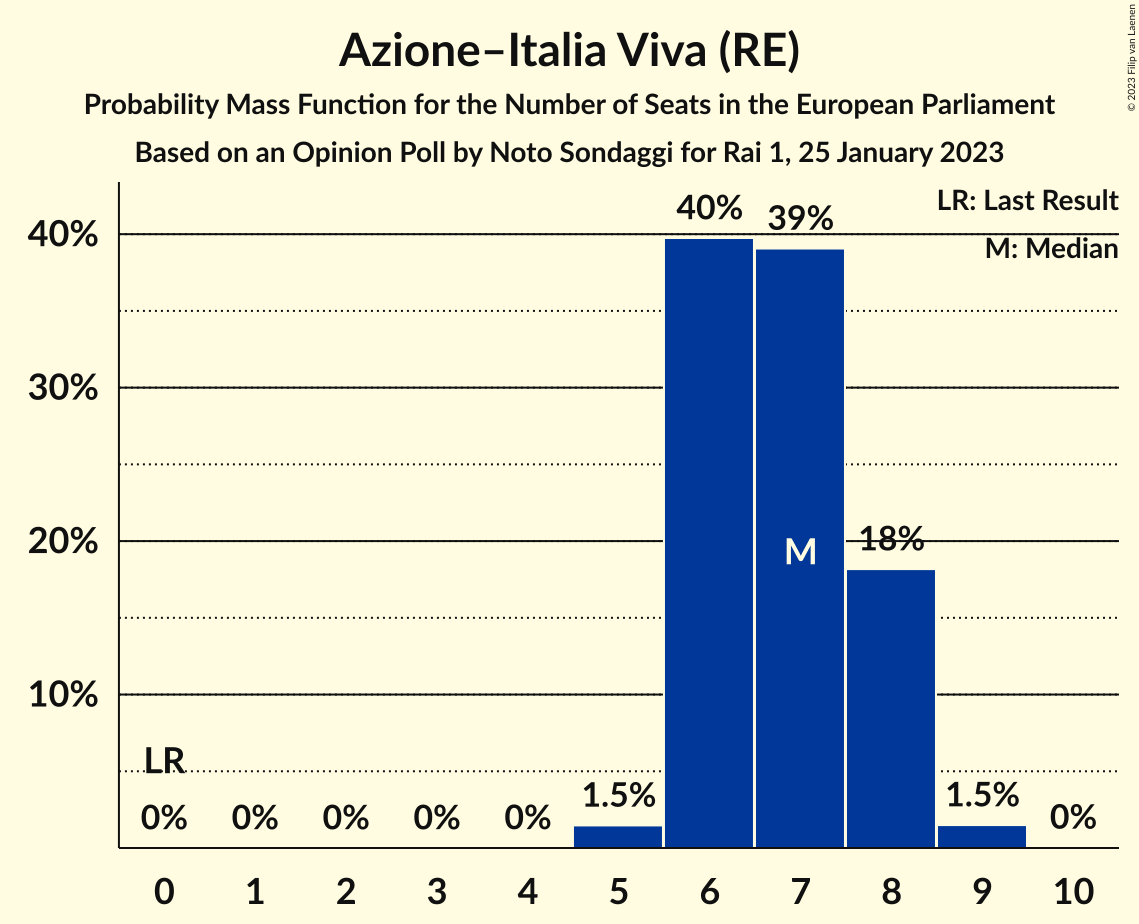 Azione–Italia Viva (RE)
Probability Mass Function for the Number of Seats in the European Parliament
Based on an Opinion Poll by Noto Sondaggi for Rai 1, 25 January 2023
© 2023 Filip van Laenen
LR: Last Result
M: Median
40%
30%
20%
10%
LR
0%
0%
0%
0%
0%
1.5%
40%
39%
M
18%
1.5%
0%
0 1 2 3 4 5 6 7 8 9 10